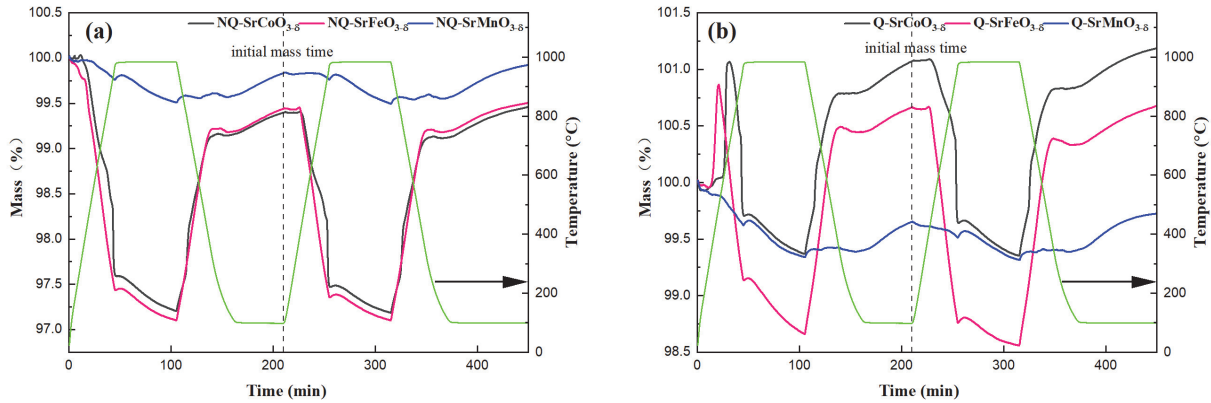 NQ-SrCoO3-δ NQ-SrFeO3-δ NQ-SrMnO3-δ
(a)
initial mass time
100.5
100.0
99.5
99.0
98.5
98.0
97.5
97.0
Mass (%)
1000
800
600
400
200
0
Temperature (°C)
0 100 200 300 400
Time (min)
Q-SrCoO3-δ Q-SrFeO3-δ Q-SrMnO3-δ
(b)
initial mass time
101.5
101.0
100.5
100.0
99.5
99.0
98.5
Mass (%)
1000
800
600
400
200
0
Temperature (°C)
0 100 200 300 400
Time (min)